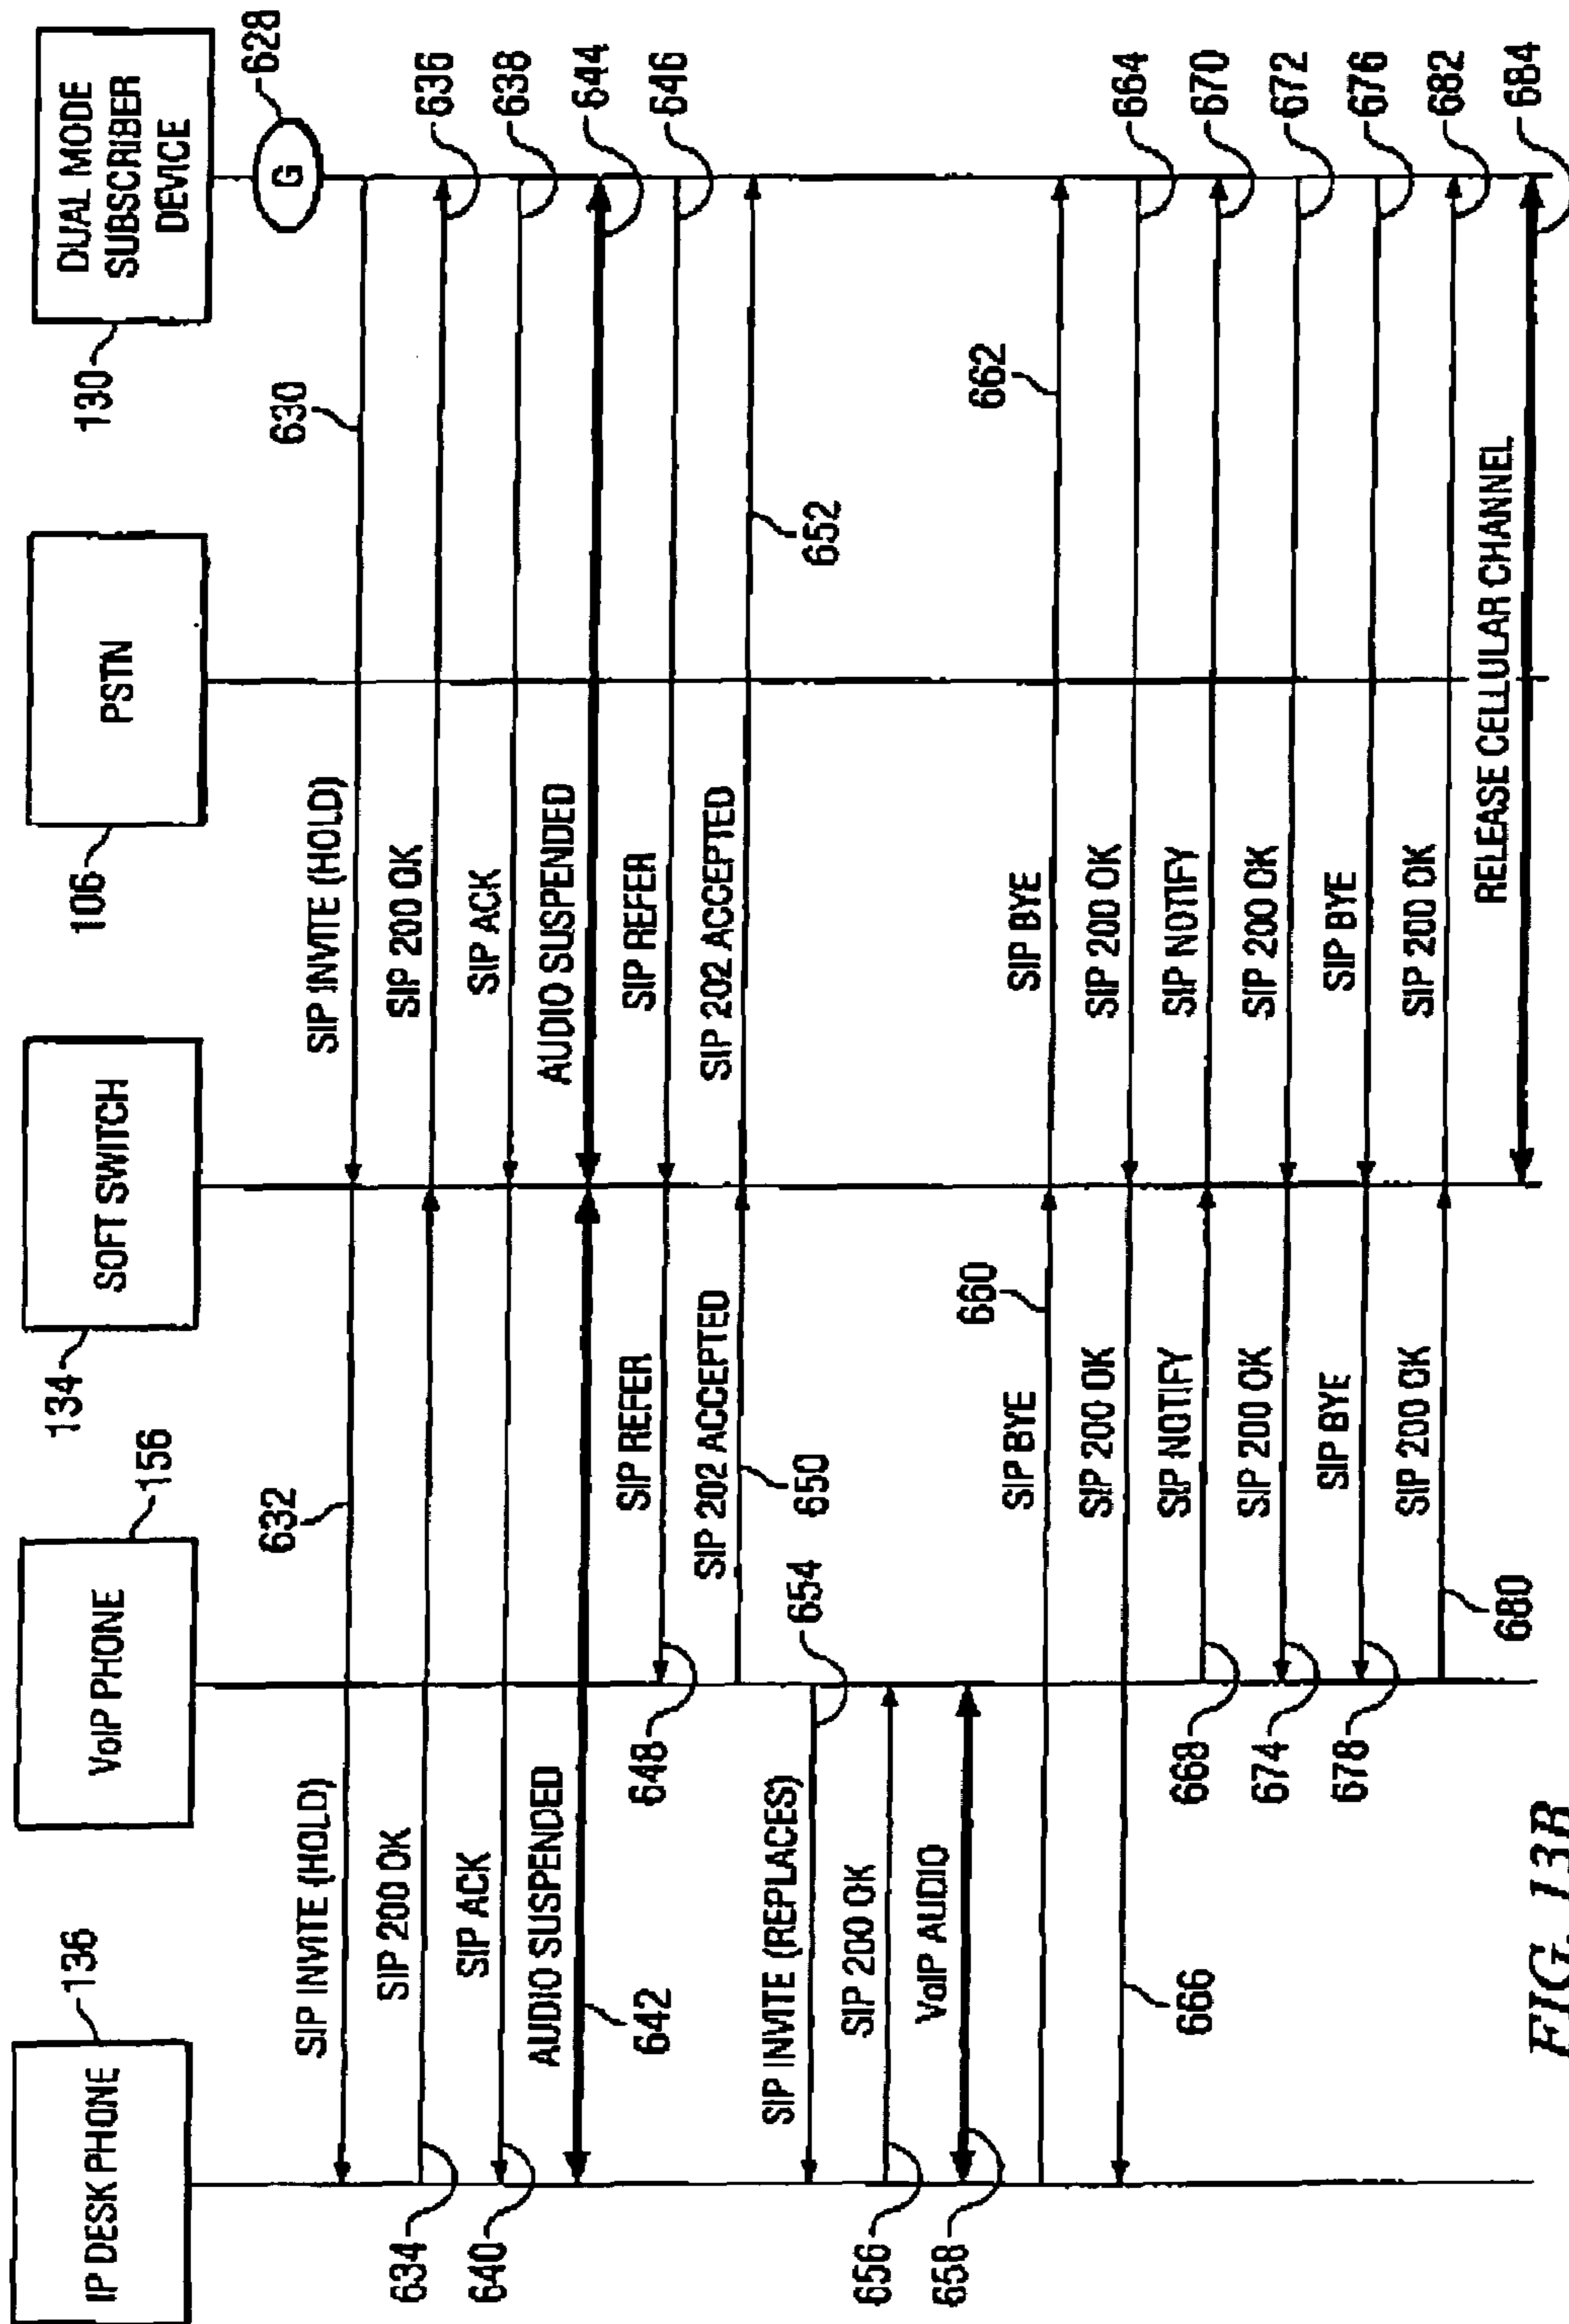 IP DESK PHONE
136
VoIP PHONE
156
SOFT SWITCH
134
PSTN
106
DUAL MODE
SUBSCRIBER
DEVICE
130
G
628
SIP INVITE (HOLD)
632
SIP INVITE (HOLD)
630
634
SIP 200 OK
SIP 200 OK
636
640
SIP ACK
SIP ACK
638
AUDIO SUSPENDED
642
AUDIO SUSPENDED
644
648
SIP REFER
SIP REFER
646
SIP 202 ACCEPTED
650
SIP 202 ACCEPTED
652
SIP INVITE (REPLACES)
654
656
SIP 200 OK
658
VoIP AUDIO
SIP BYE
660
SIP BYE
662
666
SIP 200 OK
SIP 200 OK
664
668
SIP NOTIFY
SIP NOTIFY
670
674
SIP 200 OK
SIP 200 OK
672
678
SIP BYE
SIP BYE
676
680
SIP 200 OK
SIP 200 OK
682
RELEASE CELLULAR CHANNEL
684
FIG. 13B